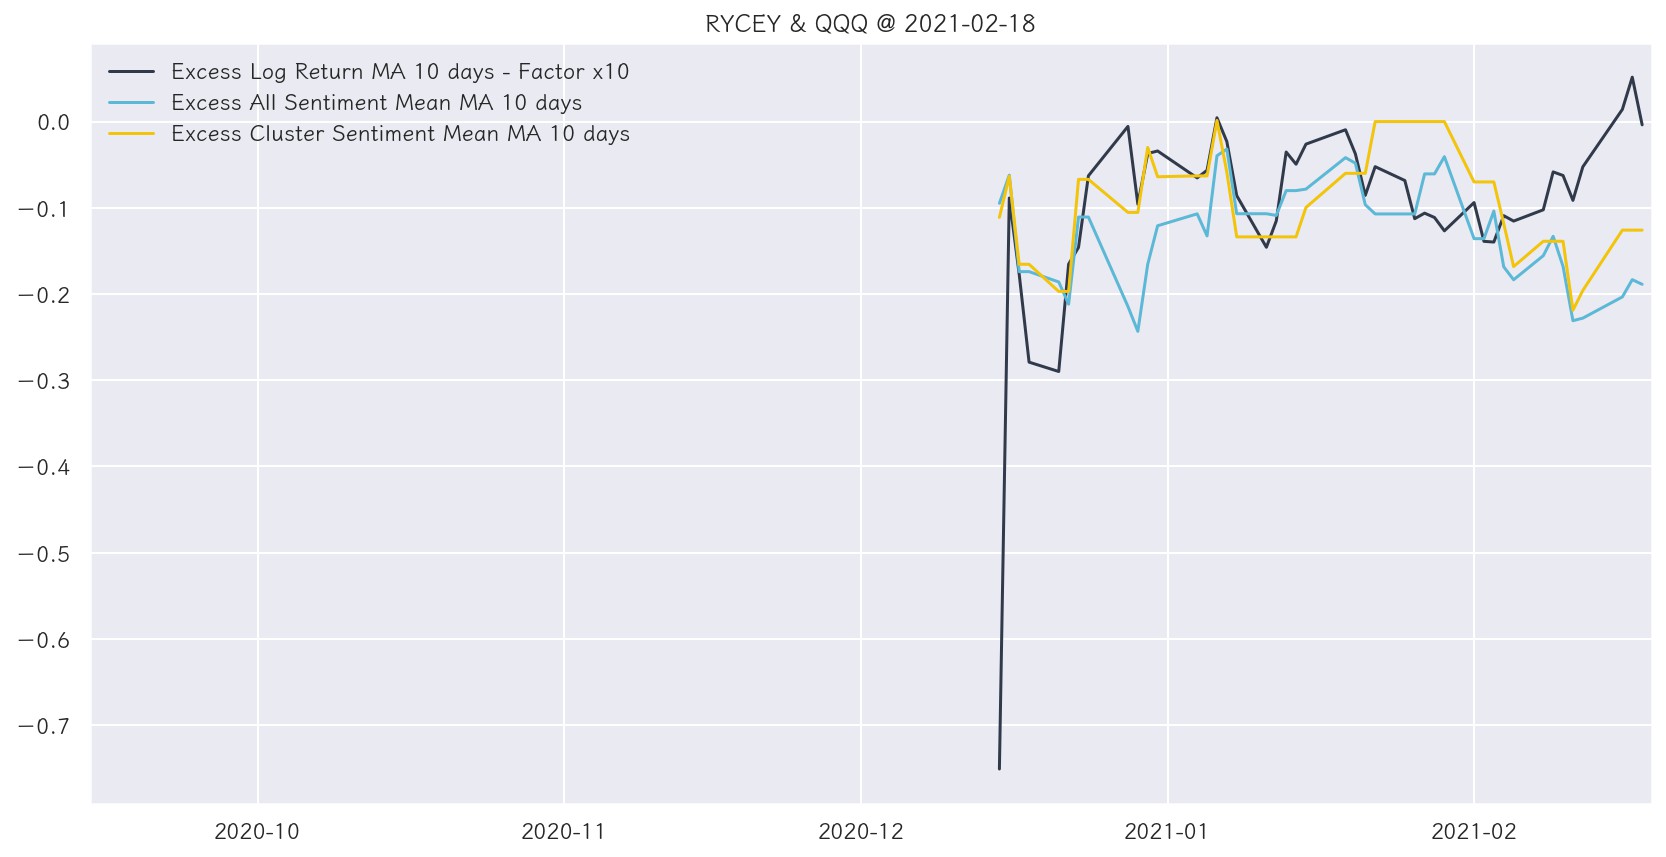 RYCEY & QQQ @ 2021-02-18
Excess Log Return MA 10 days - Factor x10
Excess All Sentiment Mean MA 10 days
Excess Cluster Sentiment Mean MA 10 days
0.0
−0.1
−0.2
−0.3
−0.4
−0.5
−0.6
−0.7
2020-10 2020-11 2020-12 2021-01 2021-02